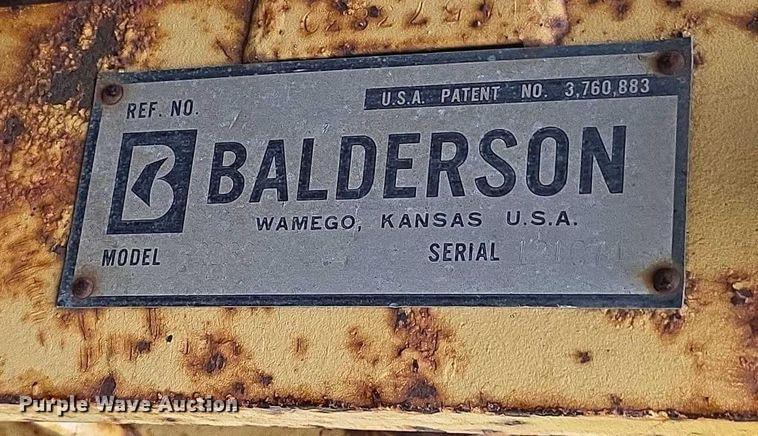 U.S.A. PATENT NO. 3,760,883
REF. NO.
B BALDERSON
WAMEGO, KANSAS U.S.A.
MODEL
SERIAL
Purple Wave Auction